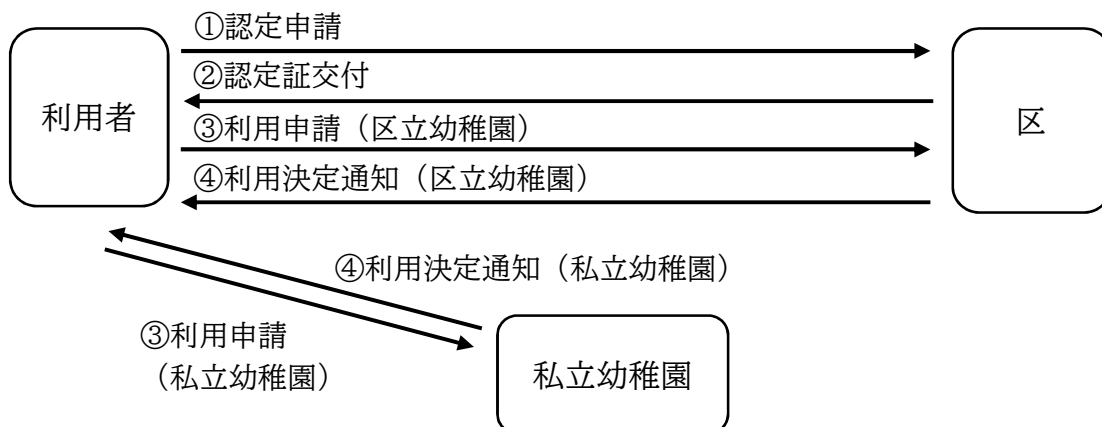 ①認定申請
②認定証交付
利用者
区
③利用申請（区立幼稚園）
④利用決定通知（区立幼稚園）
④利用決定通知（私立幼稚園）
③利用申請
（私立幼稚園）
私立幼稚園